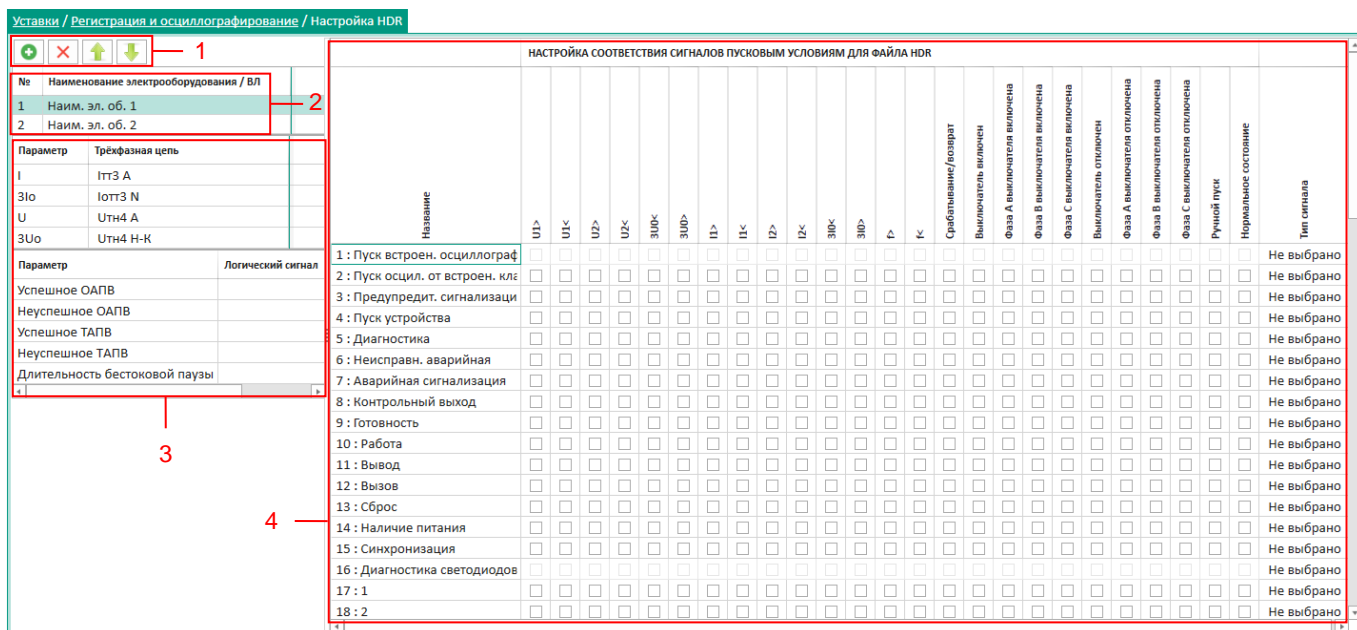 Уставки / Регистрация и осциллографирование / Настройка HDR
1
№ Наименование электрооборудования / ВЛ
1 Наим. эл. об. 1
2 Наим. эл. об. 2
2
Параметр Трёхфазная цепь
I Iтт3 A
3Io Iотт3 N
U Uтн4 A
3Uo Uтн4 Н-К
Параметр Логический сигнал
Успешное ОАПВ
Неуспешное ОАПВ
Успешное ТАПВ
Неуспешное ТАПВ
Длительность бестоковой паузы
3
4
НАСТРОЙКА СООТВЕТСТВИЯ СИГНАЛОВ ПУСКОВЫМ УСЛОВИЯМ ДЛЯ ФАЙЛА HDR
Название
U1>
U1<
U2>
U2<
3U0<
3U0>
I1>
I1<
I2>
I2<
3I0<
3I0>
f>
f<
Срабатывание/возврат
Выключатель включен
Фаза A выключателя включена
Фаза B выключателя включена
Фаза C выключателя включена
Выключатель отключен
Фаза A выключателя отключена
Фаза B выключателя отключена
Фаза C выключателя отключена
Ручной пуск
Нормальное состояние
Тип сигнала
1 : Пуск встроен. осциллограф Не выбрано
2 : Пуск осцил. от встроен. кла Не выбрано
3 : Предупредит. сигнализаци Не выбрано
4 : Пуск устройства Не выбрано
5 : Диагностика Не выбрано
6 : Неисправн. аварийная Не выбрано
7 : Аварийная сигнализация Не выбрано
8 : Контрольный выход Не выбрано
9 : Готовность Не выбрано
10 : Работа Не выбрано
11 : Вывод Не выбрано
12 : Вызов Не выбрано
13 : Сброс Не выбрано
14 : Наличие питания Не выбрано
15 : Синхронизация Не выбрано
16 : Диагностика светодиодов Не выбрано
17 : 1 Не выбрано
18 : 2 Не выбрано